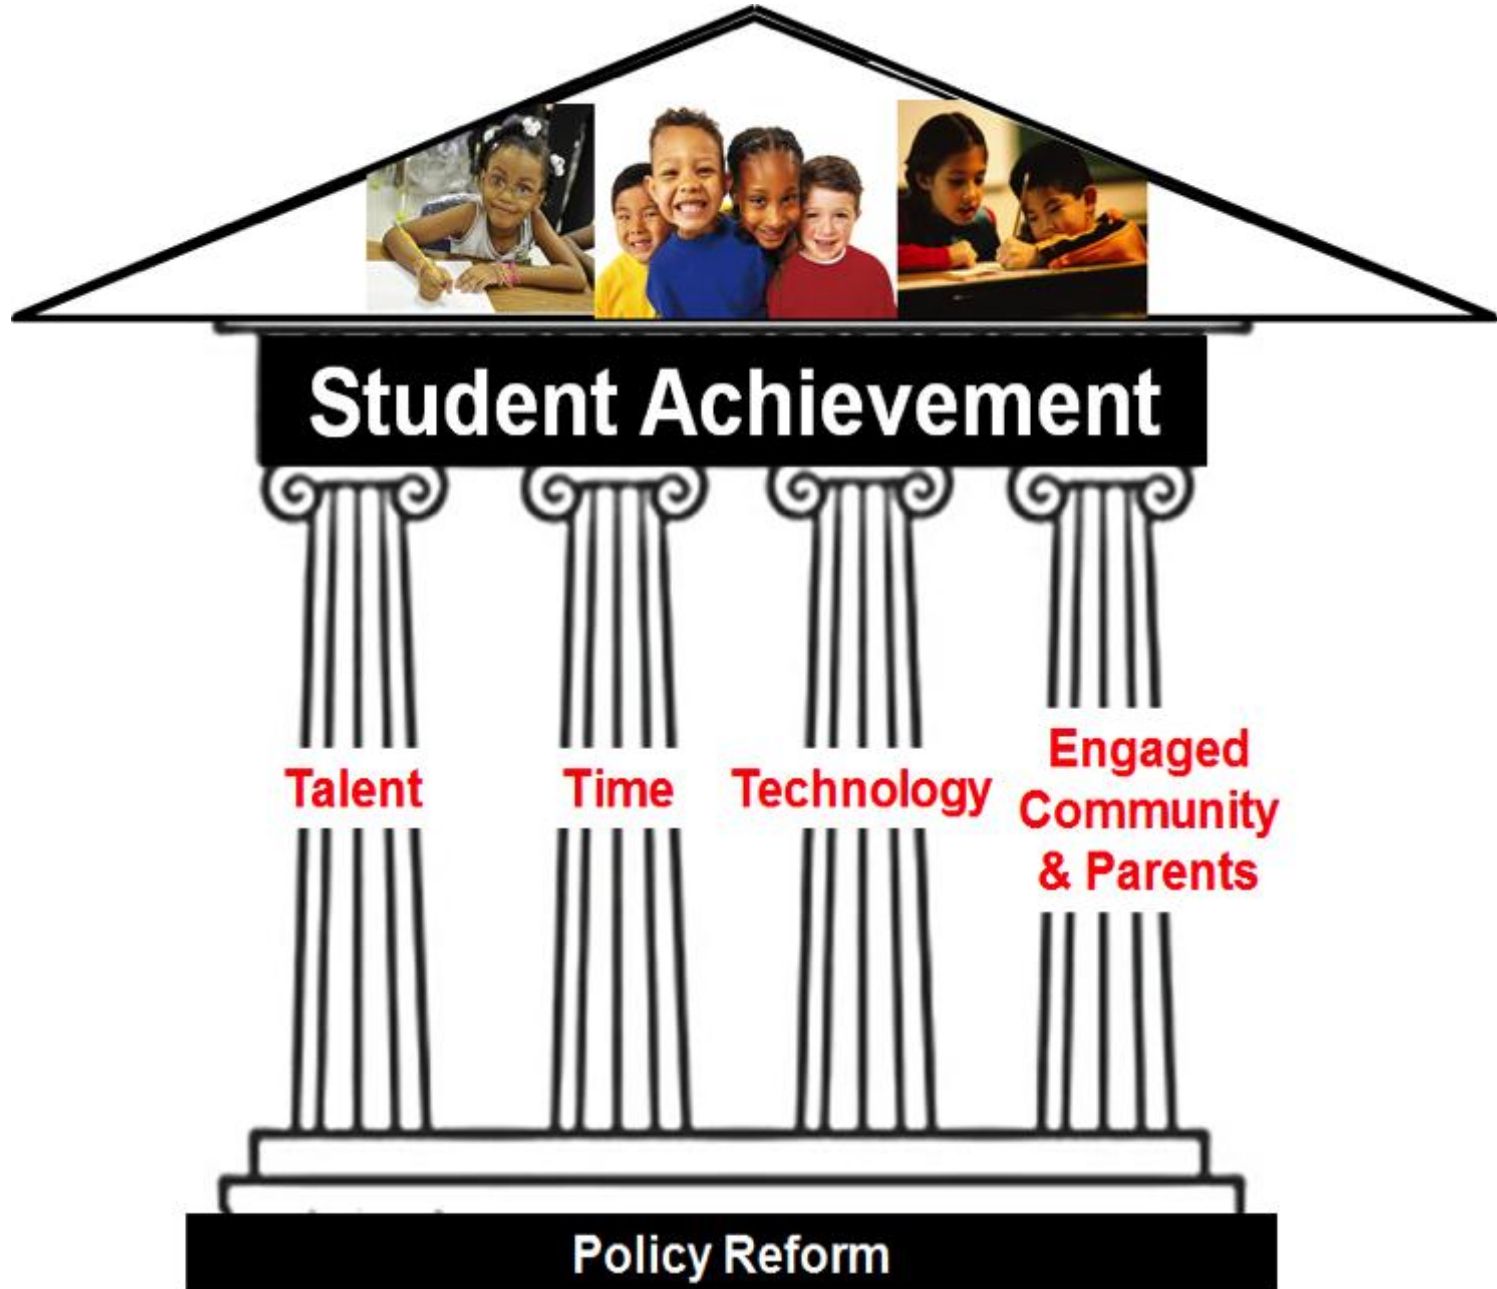 Student Achievement
Talent
Time
Technology
Engaged
Community
& Parents
Policy Reform